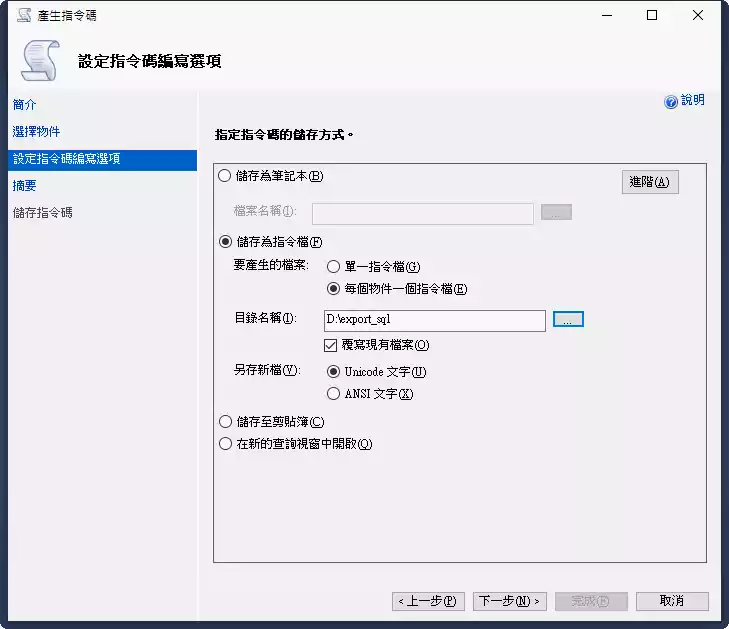 產生指令碼
設定指令碼編寫選項
簡介
選擇物件
設定指令碼編寫選項
摘要
儲存指令碼
說明
指定指令碼的儲存方式。
儲存為筆記本(B)
進階(A)
檔案名稱(I):
...
儲存為指令檔(F)
要產生的檔案:
單一指令檔(G)
每個物件一個指令檔(E)
目錄名稱(I):
D:\export_sql
...
覆寫現有檔案(O)
另存新檔(V):
Unicode 文字(U)
ANSI 文字(X)
儲存至剪貼簿(C)
在新的查詢視窗中開啟(Q)
< 上一步(P)
下一步(N) >
完成(F)
取消